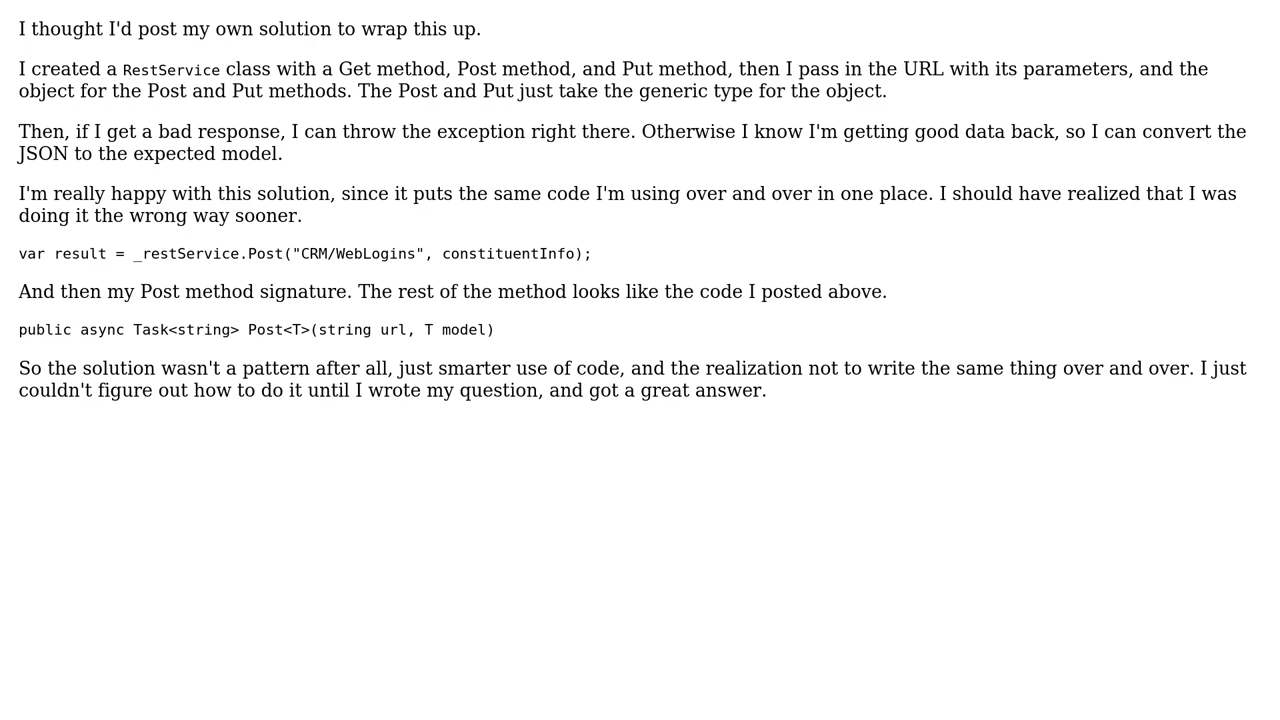 I thought I'd post my own solution to wrap this up.
I created a RestService class with a Get method, Post method, and Put method, then I pass in the URL with its parameters, and the
object for the Post and Put methods. The Post and Put just take the generic type for the object.
Then, if I get a bad response, I can throw the exception right there. Otherwise I know I'm getting good data back, so I can convert the
JSON to the expected model.
I'm really happy with this solution, since it puts the same code I'm using over and over in one place. I should have realized that I was
doing it the wrong way sooner.
var result = _restService.Post("CRM/WebLogins", constituentInfo);
And then my Post method signature. The rest of the method looks like the code I posted above.
public async Task<string> Post<T>(string url, T model)
So the solution wasn't a pattern after all, just smarter use of code, and the realization not to write the same thing over and over. I just
couldn't figure out how to do it until I wrote my question, and got a great answer.